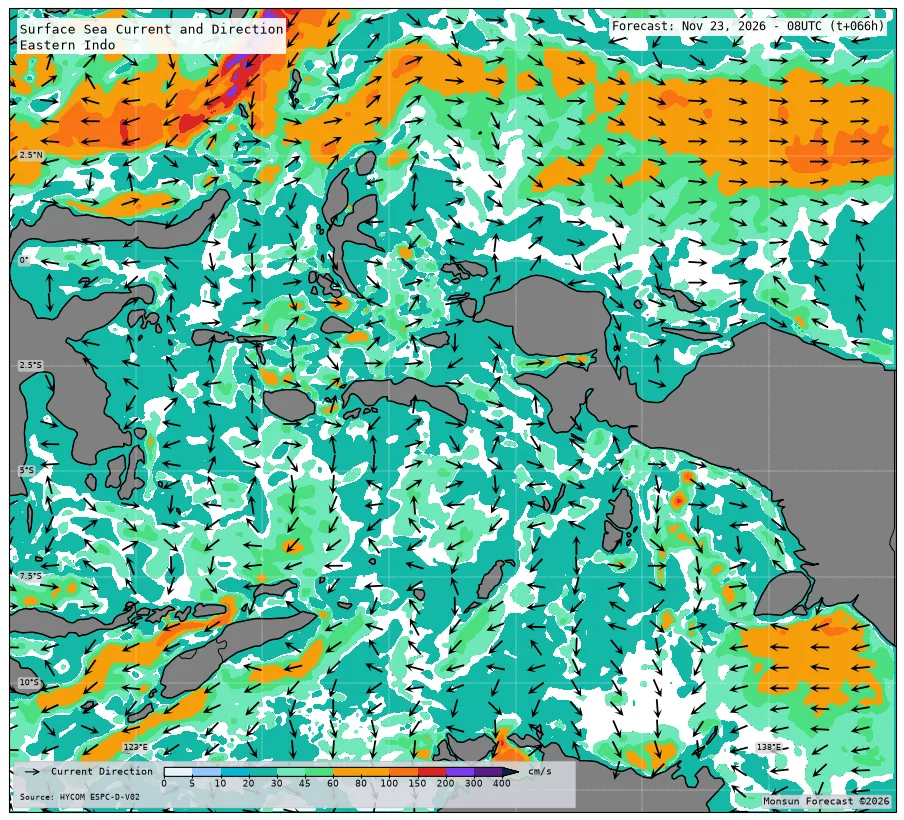 Surface Sea Current and Direction
Eastern Indo
Forecast: Nov 23, 2026 - 08UTC (t+066h)
2.5°N
0°
2.5°S
5°S
7.5°S
10°S
123°E
138°E
Current Direction
0 5 10 20 30 45 60 80 100 150 200 300 400
cm/s
Source: HYCOM ESPC-D-V02
Monsun Forecast ©2026